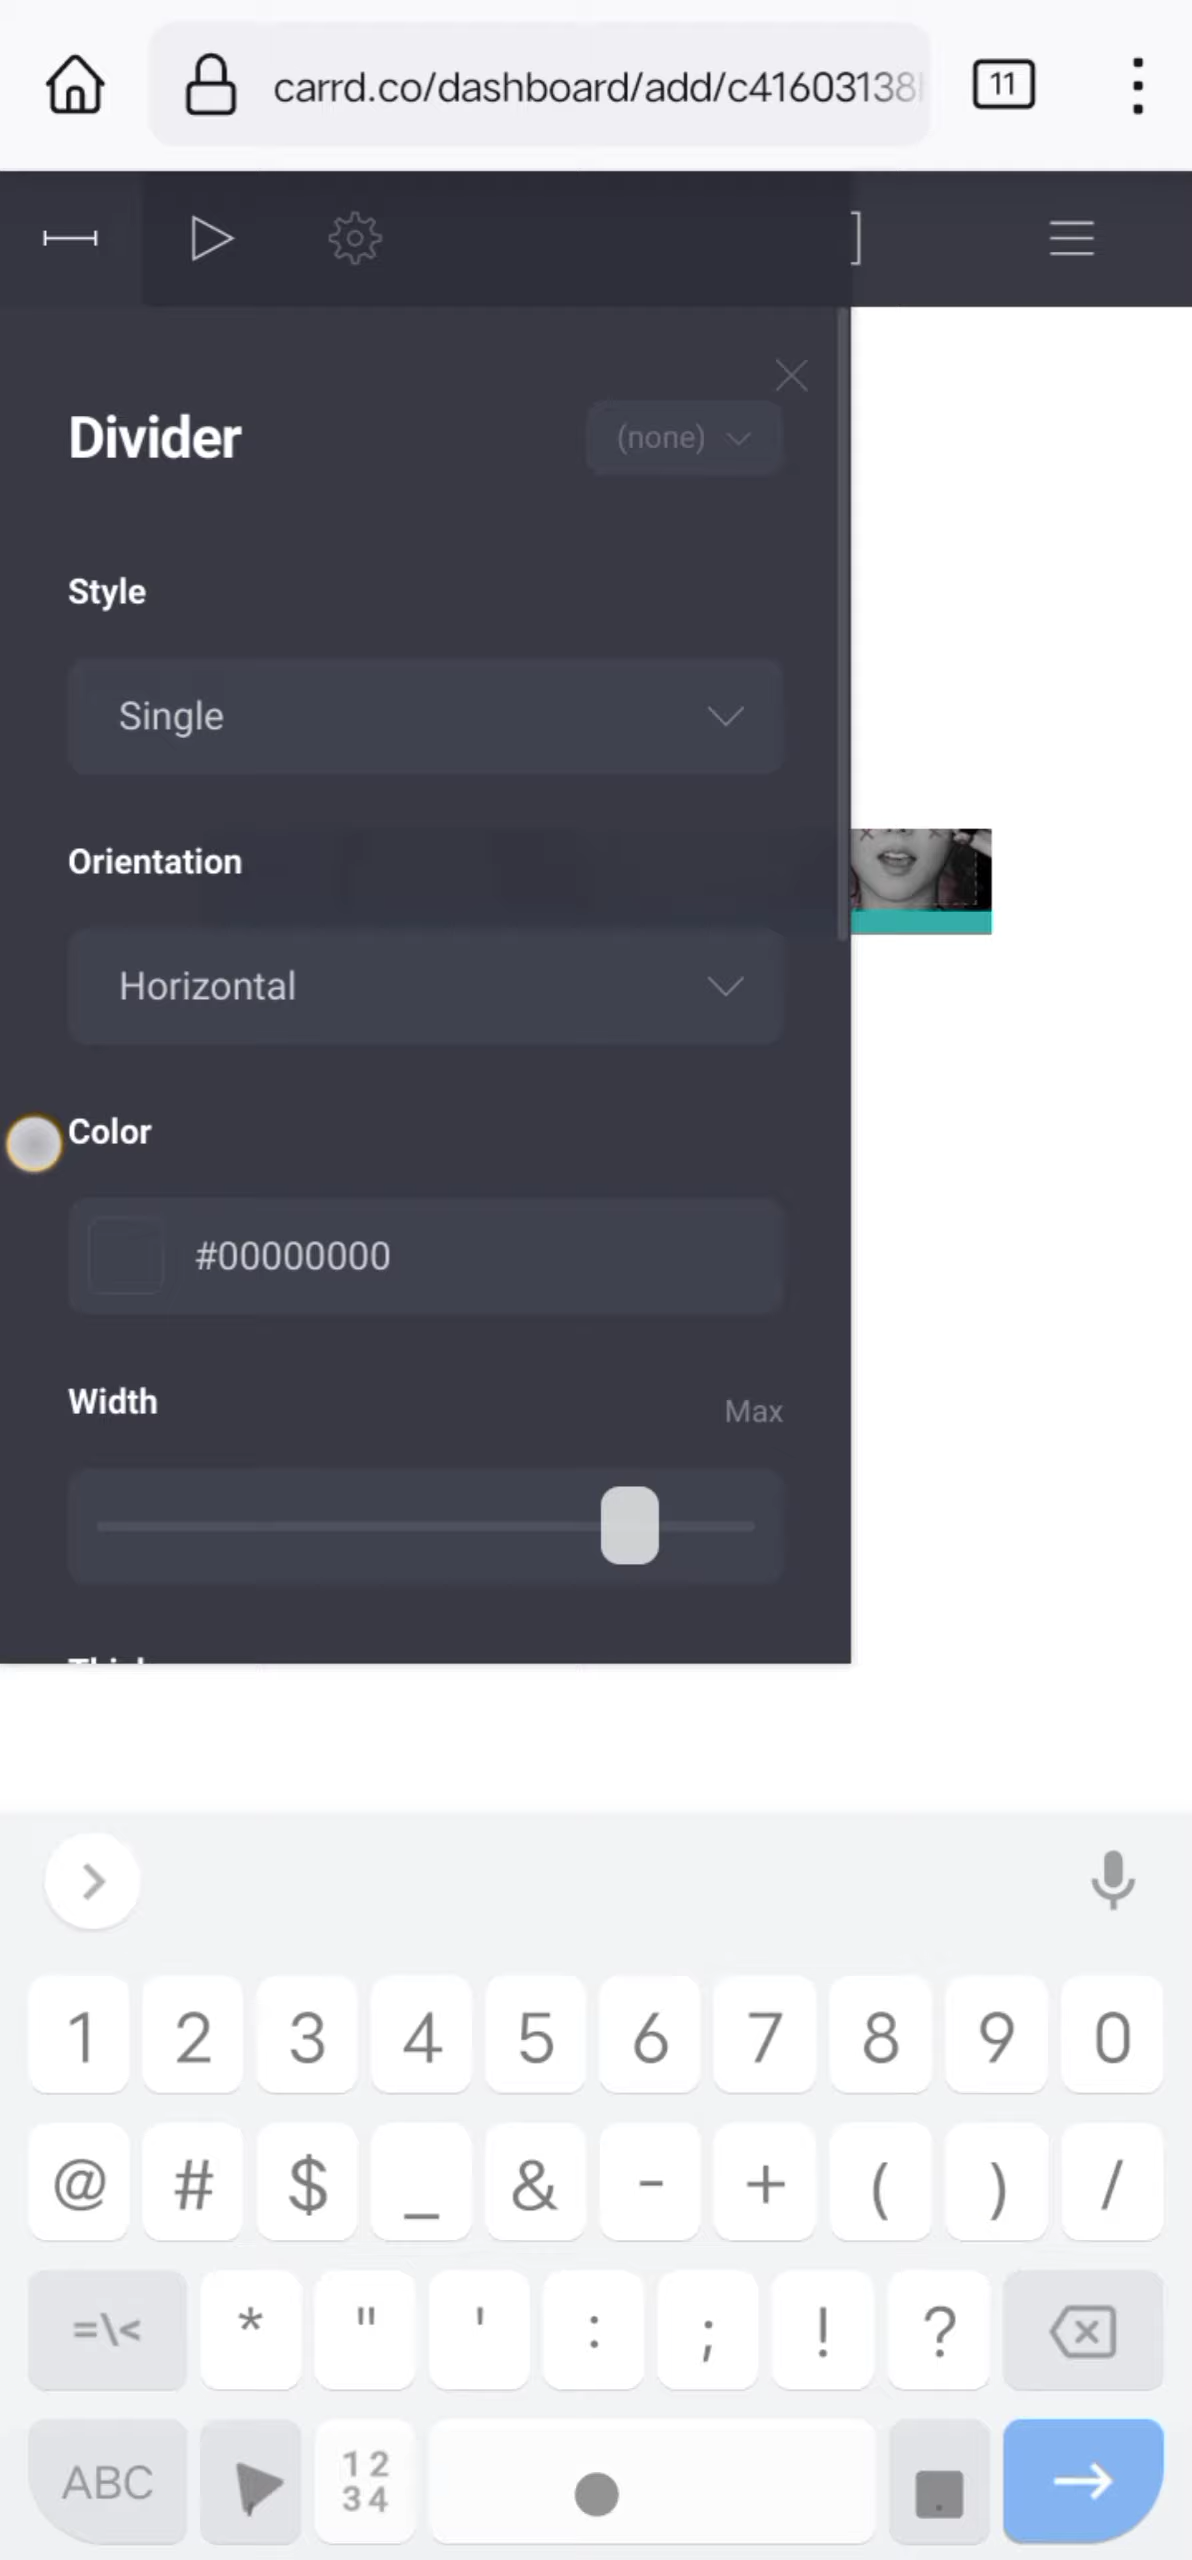 carrd.co/dashboard/add/c41603138
11
Divider
(none)
Style
Single
Orientation
Horizontal
Color
#00000000
Width
Max
1 2 3 4 5 6 7 8 9 0
@ # $ _ & - + ( ) /
=\< * " ' : ; ! ?
ABC
1 2
3 4
.